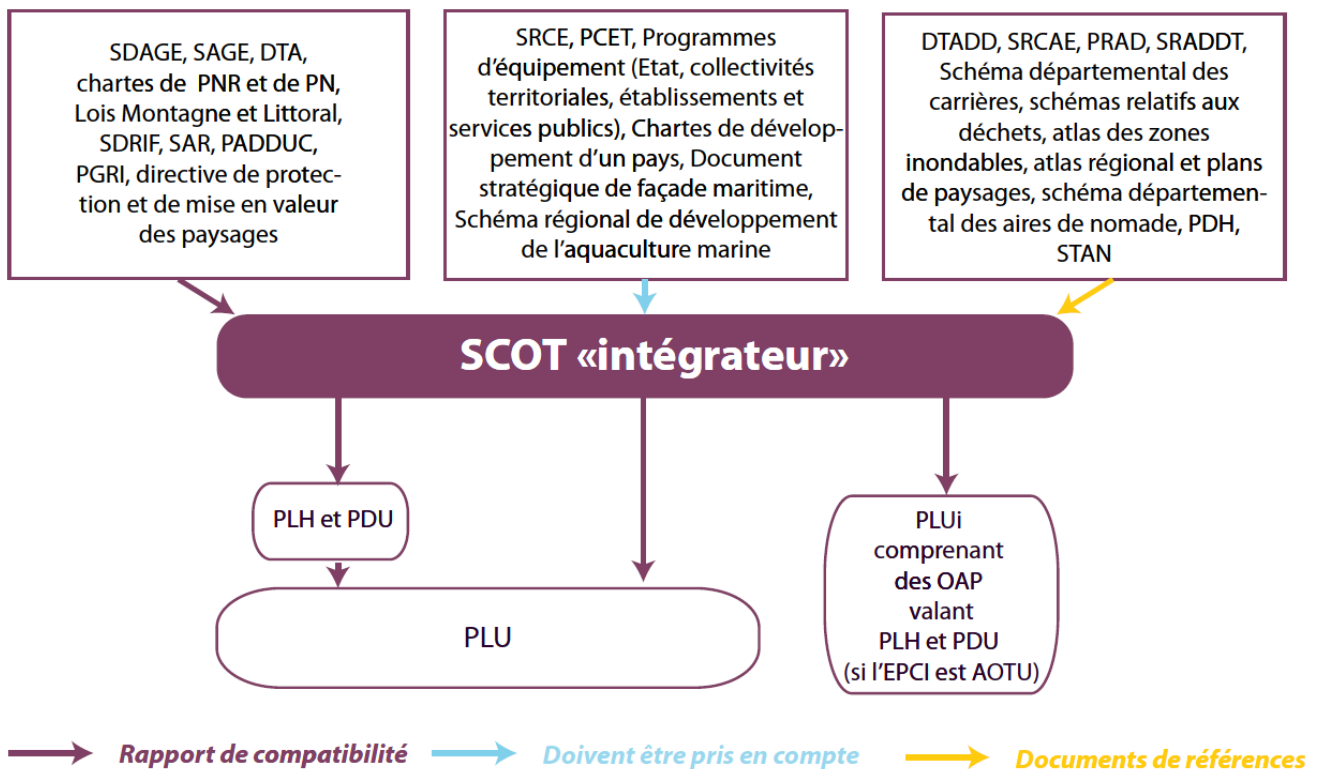 SDAGE, SAGE, DTA,
chartes de PNR et de PN,
Lois Montagne et Littoral,
SDRIF, SAR, PADDUC,
PGRI, directive de protec-
tion et de mise en valeur
des paysages
SRCE, PCET, Programmes
d'équipement (Etat, collectivités
territoriales, établissements et
services publics), Chartes de dévelop-
pement d'un pays, Document
stratégique de façade maritime,
Schéma régional de développement
de l'aquaculture marine
DTADD, SRCAE, PRAD, SRADDT,
Schéma départemental des
carrières, schémas relatifs aux
déchets, atlas des zones
inondables, atlas régional et plans
de paysages, schéma départemen-
tal des aires de nomade, PDH,
STAN
SCOT «intégrateur»
PLH et PDU
PLU
PLUi
comprenant
des OAP
valant
PLH et PDU
(si l'EPCI est AOTU)
Rapport de compatibilité
Doivent être pris en compte
Documents de références